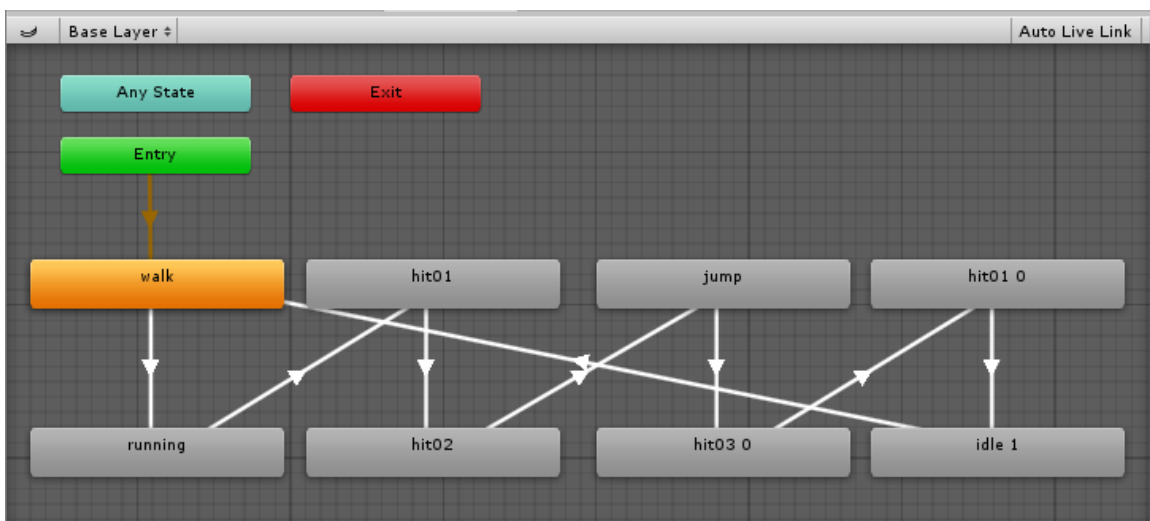 Base Layer
Auto Live Link
Any State
Exit
Entry
walk
hit01
jump
hit01 0
running
hit02
hit03 0
idle 1